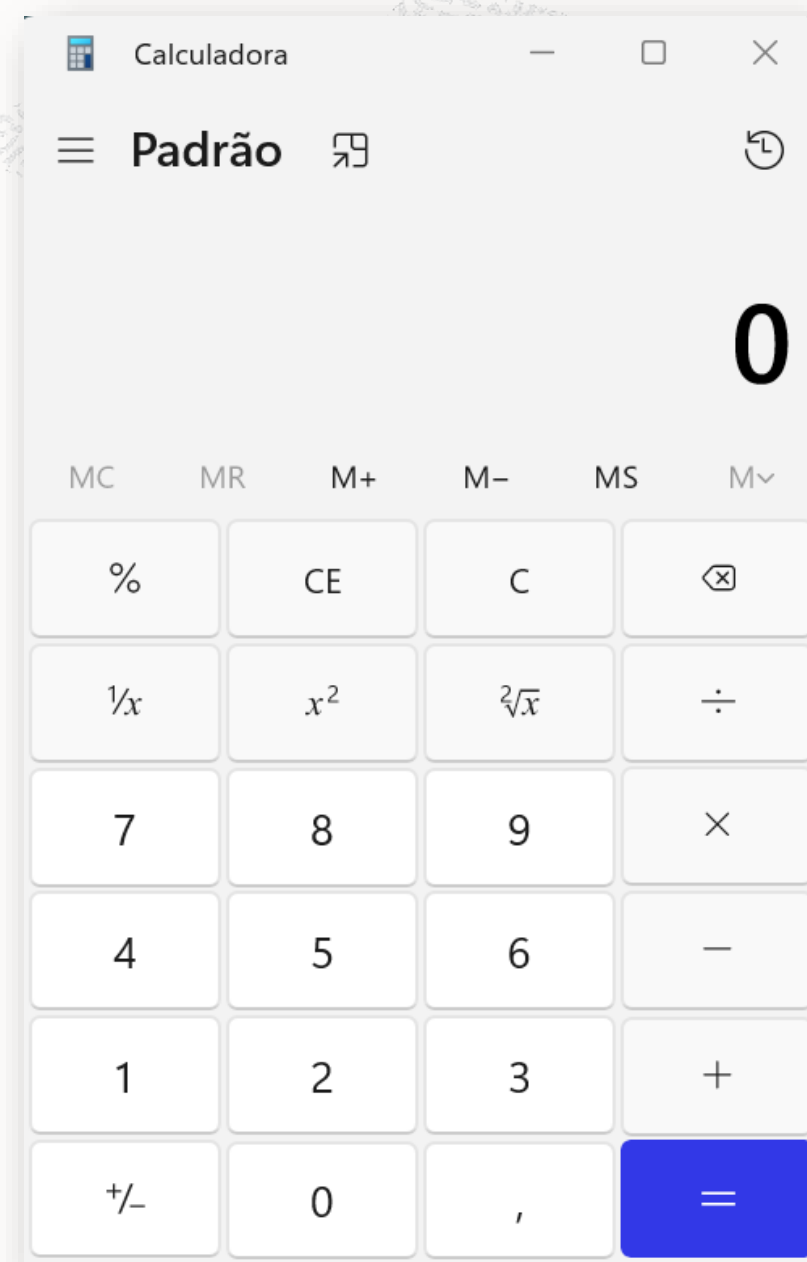 Calculadora
Padrão
0
MC MR M+ M− MS M
% CE C
¹/x x² ²√x ÷
7 8 9 ×
4 5 6 −
1 2 3 +
+/− 0 , =